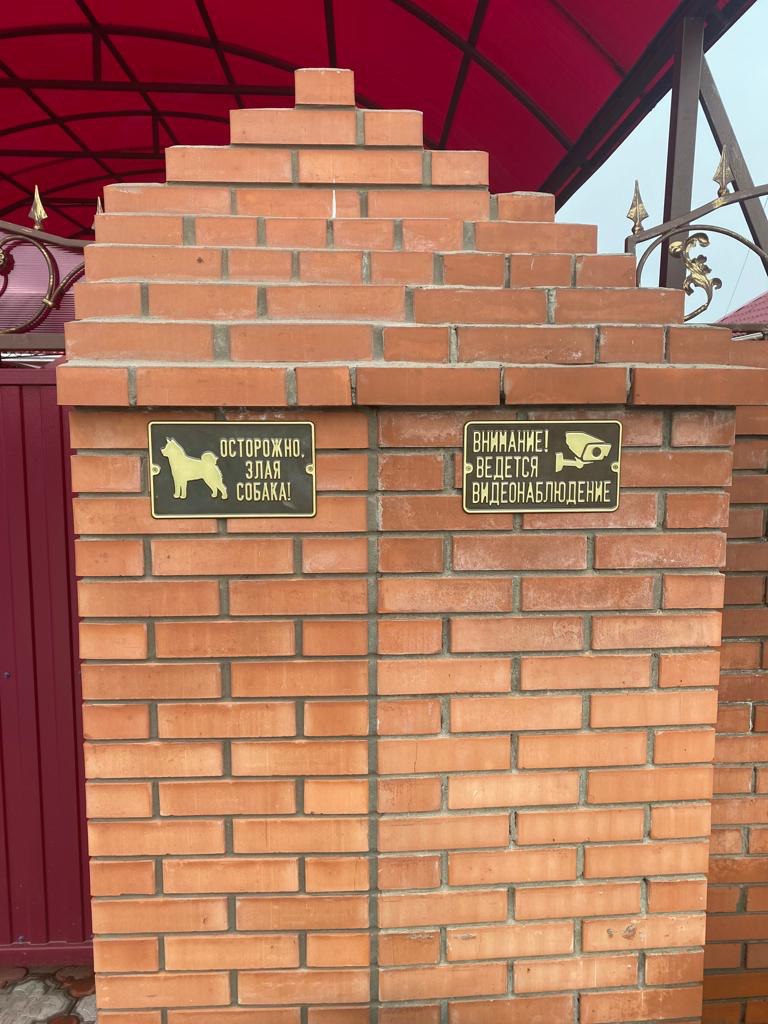 ОСТОРОЖНО,
ЗЛАЯ
СОБАКА!
ВНИМАНИЕ!
ВЕДЕТСЯ
ВИДЕОНАБЛЮДЕНИЕ